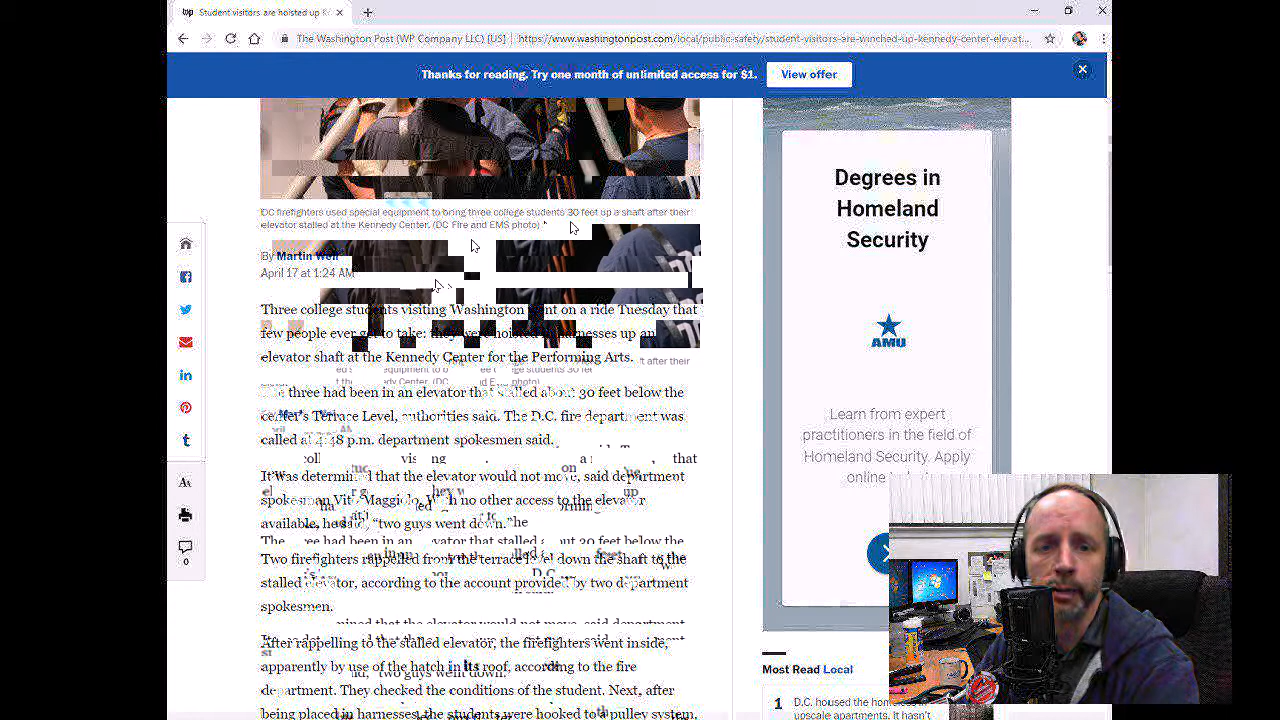 Student visitors are hoisted up K
The Washington Post (WP Company LLC) [US]
https://www.washingtonpost.com/local/public-safety/student-visitors-are-winched-up-kennedy-center-elevat...
Thanks for reading. Try one month of unlimited access for $1.
View offer
DC firefighters used special equipment to bring three college students 30 feet up a shaft after their
elevator stalled at the Kennedy Center. (DC Fire and EMS photo)
By Martin Weil
April 17 at 1:24 AM
Three college students visiting Washington went on a ride Tuesday that
few people ever get to take: they were hoisted harnesses up an
elevator shaft at the Kennedy Center for the Performing Arts.
three had been in an elevator that stalled about 30 feet below the
center's Terrace Level, authorities said. The D.C. fire department was
called at 4:48 p.m. department spokesmen said.
It was determined that the elevator would not move, said department
spokesman Vito Maggiolo. With no other access to the elevator
available, he said, "two guys went down."
Two firefighters rappelled from the terrace level down the shaft to the
stalled elevator, according to the account provided by two department
spokesmen.
After rappelling to the stalled elevator, the firefighters went inside,
apparently by use of the hatch in its roof, according to the fire
department. They checked the conditions of the student. Next, after
being placed in harnesses, the students were hooked to a pulley system,
0
Degrees in
Homeland
Security
AMU
Learn from expert
practitioners in the field of
Homeland Security. Apply
online
Most Read Local
1
D.C. housed the homeless in
upscale apartments. It hasn't